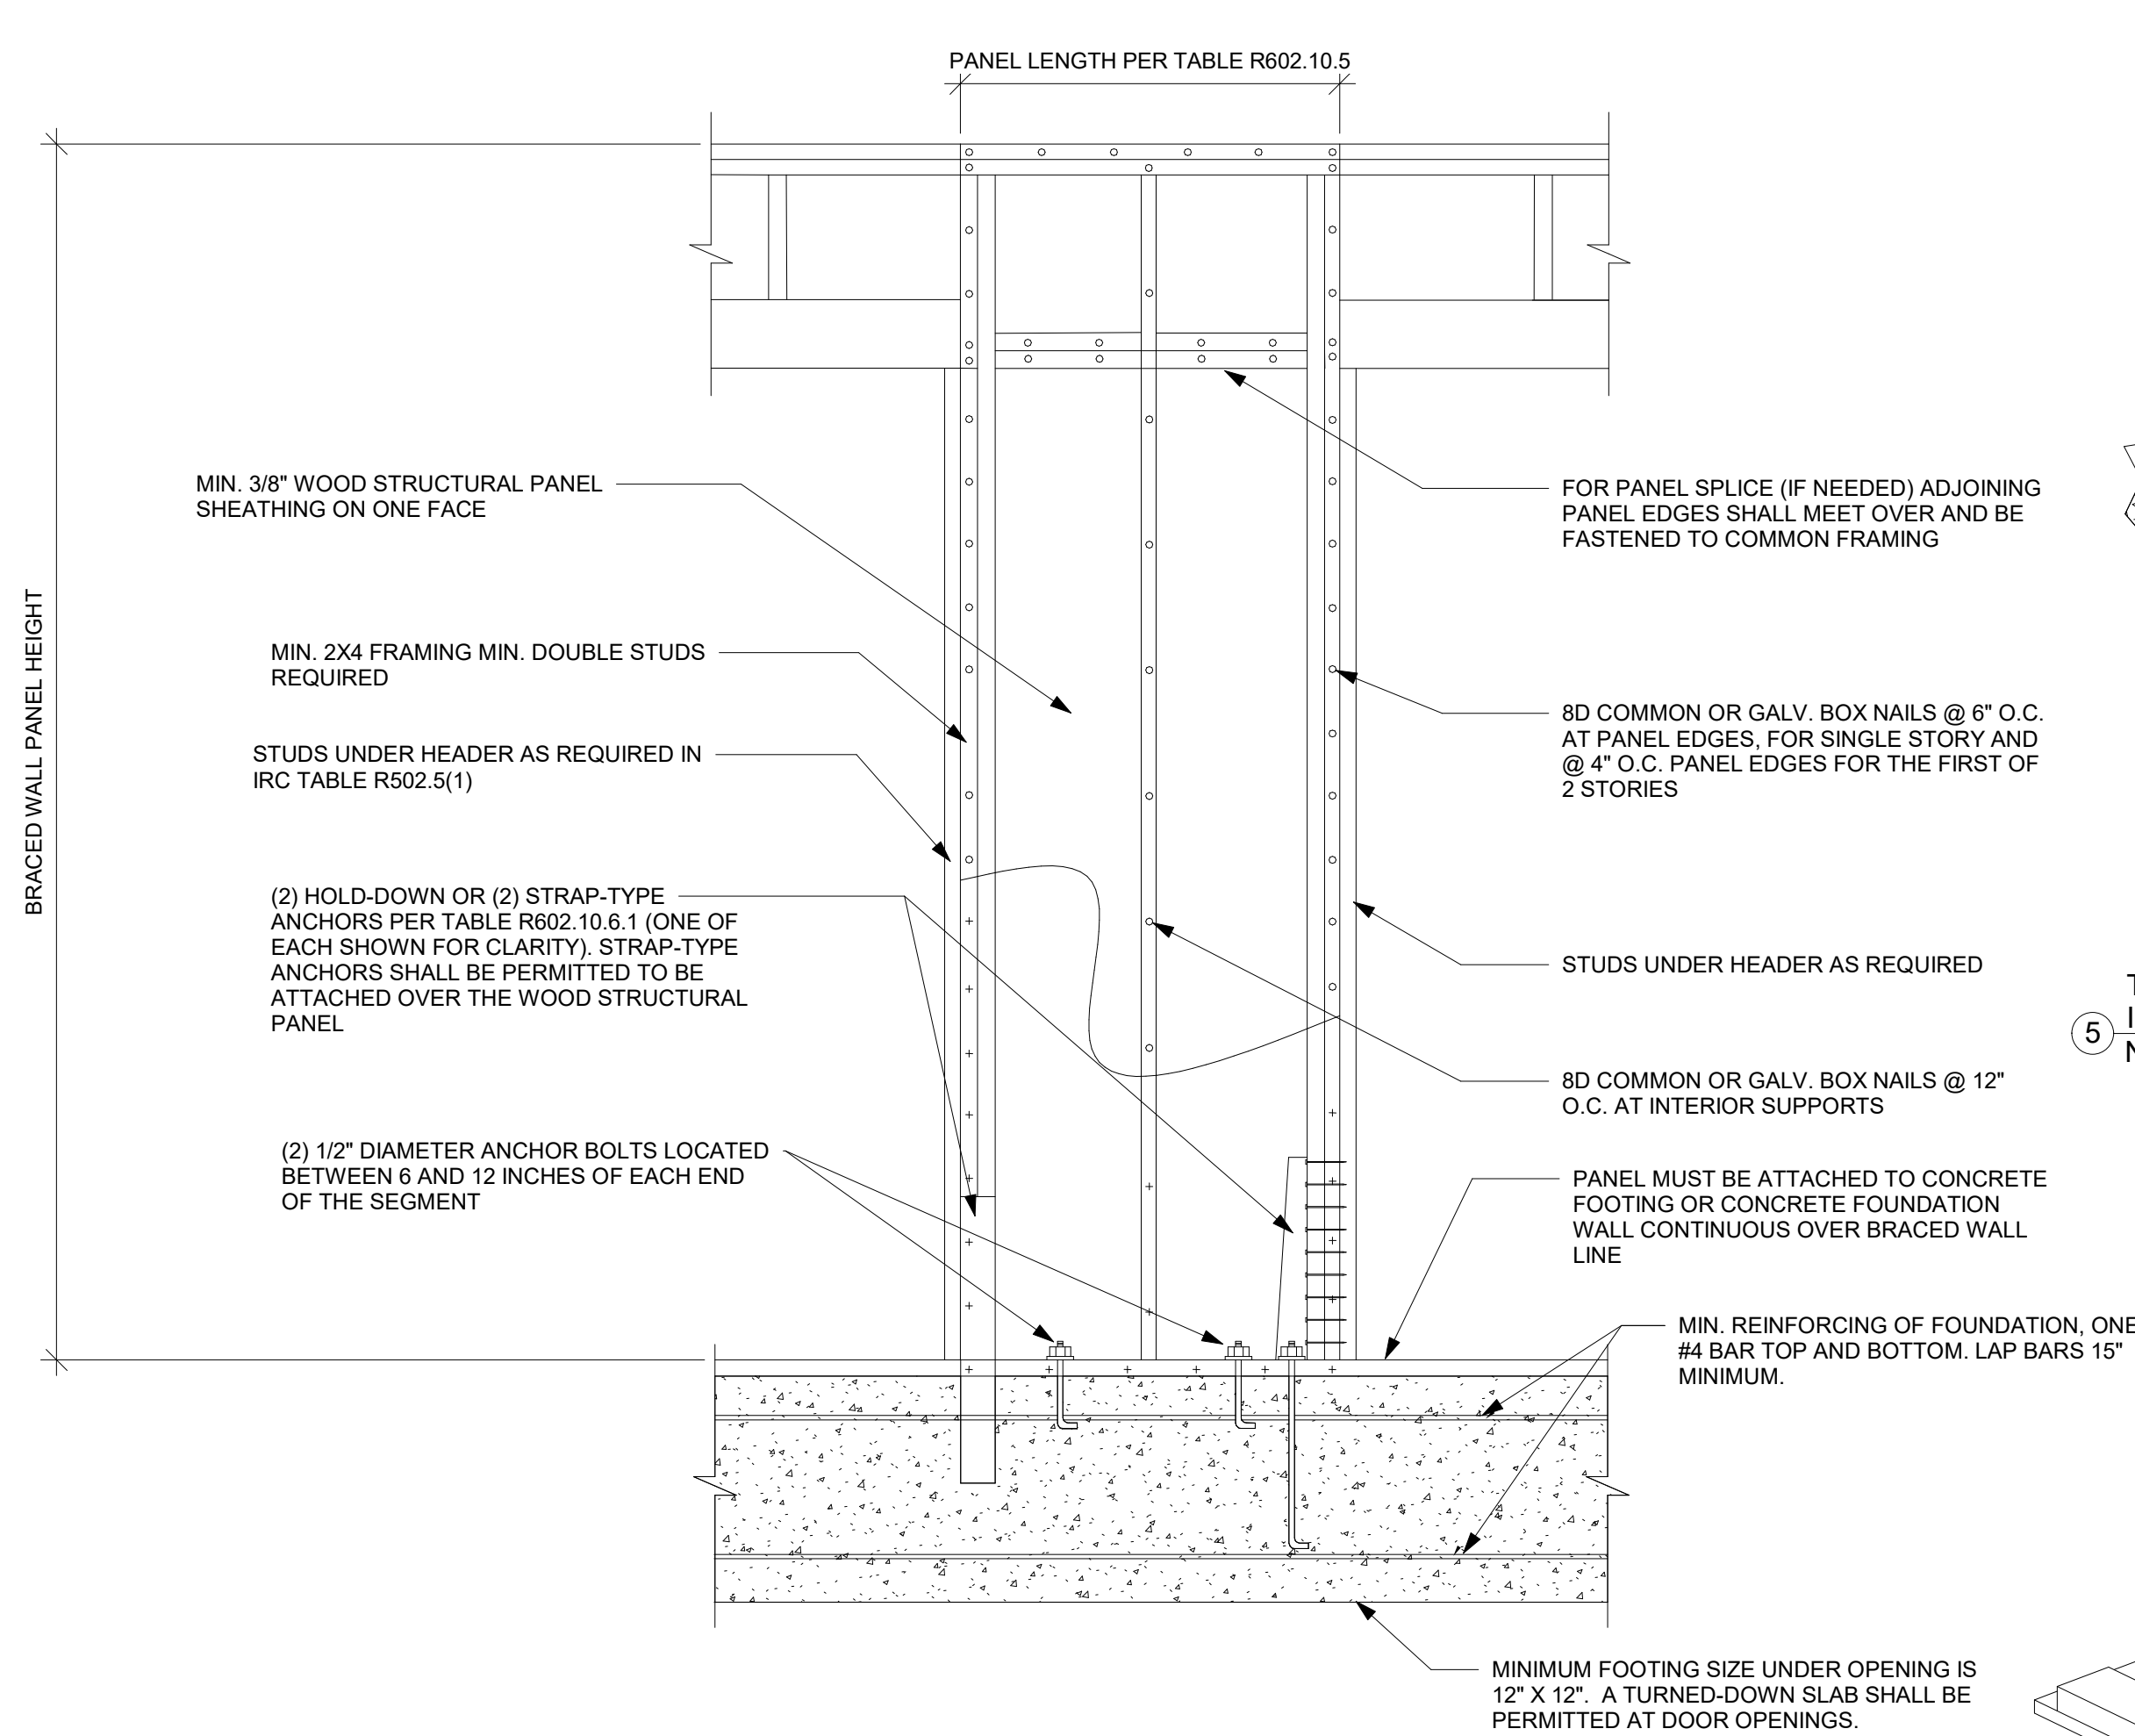 PANEL LENGTH PER TABLE R602.10.5
BRACED WALL PANEL HEIGHT
MIN. 3/8" WOOD STRUCTURAL PANEL
SHEATHING ON ONE FACE
MIN. 2X4 FRAMING MIN. DOUBLE STUDS
REQUIRED
STUDS UNDER HEADER AS REQUIRED IN
IRC TABLE R502.5(1)
(2) HOLD-DOWN OR (2) STRAP-TYPE
ANCHORS PER TABLE R602.10.6.1 (ONE OF
EACH SHOWN FOR CLARITY). STRAP-TYPE
ANCHORS SHALL BE PERMITTED TO BE
ATTACHED OVER THE WOOD STRUCTURAL
PANEL
(2) 1/2" DIAMETER ANCHOR BOLTS LOCATED
BETWEEN 6 AND 12 INCHES OF EACH END
OF THE SEGMENT
FOR PANEL SPLICE (IF NEEDED) ADJOINING
PANEL EDGES SHALL MEET OVER AND BE
FASTENED TO COMMON FRAMING
8D COMMON OR GALV. BOX NAILS @ 6" O.C.
AT PANEL EDGES, FOR SINGLE STORY AND
@ 4" O.C. PANEL EDGES FOR THE FIRST OF
2 STORIES
STUDS UNDER HEADER AS REQUIRED
8D COMMON OR GALV. BOX NAILS @ 12"
O.C. AT INTERIOR SUPPORTS
PANEL MUST BE ATTACHED TO CONCRETE
FOOTING OR CONCRETE FOUNDATION
WALL CONTINUOUS OVER BRACED WALL
LINE
MIN. REINFORCING OF FOUNDATION, ONE
#4 BAR TOP AND BOTTOM. LAP BARS 15"
MINIMUM.
MINIMUM FOOTING SIZE UNDER OPENING IS
12" X 12". A TURNED-DOWN SLAB SHALL BE
PERMITTED AT DOOR OPENINGS.
5